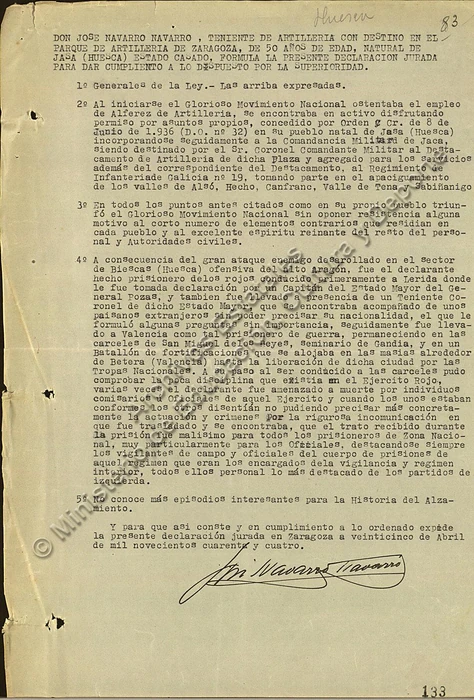 Huesca
83
DON JOSE NAVARRO NAVARRO , TENIENTE DE ARTILLERIA CON DESTINO EN EL
PARQUE DE ARTILLERIA DE ZARAGOZA, DE 50 AÑOS DE EDAD, NATURAL DE
JASA (HUESCA) ESTADO CASADO, FORMULA LA PRESENTE DECLARACION JURADA
PARA DAR CUMPLIENTO A LO DISPUESTO POR LA SUPERIORIDAD.
1º Generales de la Ley.- Las arriba expresadas.
2º Al iniciarse el Glorioso Movimiento Nacional ostentaba el empleo
de Alferez de Artillería, se encontraba en activo disfrutando
permiso por asuntos propios, concedido por Orden Cr. de 8 de
Junio de 1.936 (D.O. nº 32) en su pueblo natal de Jasa (Huesca)
incorporandose seguidamente a la Comandancia Militari de Jaca,
siendo destinado por el Sr. Coronel Comandante Militar al Desta-
camento de Artilleria de dicha Plaza y agregado para los servicios
además del correspondiente del Destacamento, al Regimiento de
Infanteriade Galicia nº 19, tomando parte en el apaciguamiento
de los valles de Alsó, Hecho, Canfranc, Valle de Tena y Sabiñanigo
3º En todos los puntos antes citados como en su propio pueblo triun-
fó el Glorioso Movimiento Nacional sin oponer resistencia alguna
motivo al corto numero de elementos contrarios que residian en
cada pueblo y al excelente espiritu reinante del resto del perso-
nal y Autoridades civiles.
4º A consecuencia del gran ataque enemigo desarrollado en el sector
de Biescas (Huesca) ofensiva del Alto Aragón, fue el declarante
hecho prisionero delos rojos conducido primeramente a Lerida donde
le fue tomada declaración por un Capitan del Estado Mayor del Ge-
neral Pozas, y tambien fue llevado a presencia de un Teniente Co-
ronel de dicho Estado Mayor, que se encontraba acompañado de unos
paisanos extranjeros sin poder precisar su nacionalidad, el que le
formuló algunas preguntas sin importancia, Seguidamente fue lleva-
do a Valencia como tal prisionero de guerra, permaneciendo en las
carceles de San Miguel delos Reyes, seminario de Gandia, y en un
Batallón de fortificaciones que se alojaba en las masias alrededor
de Betera (Valencia) hasta la liberación de dicha ciudad por las
Tropas Nacionales. A su paso al ser conducido a las carceles pudo
comprobar la poca disciplina que existia en el Ejercito Rojo,
varias veces el declarante fue amenazado a muerte por individuos
comisarios y oficiales de aquel Ejercito y cuando los unos estaban
conformes los otros disentían no pudiendo precisar mas concreta-
mente la actuación y crimenes por la rigurosa incomunicación en
que fue trasladado y se encontraba, que el trato recibido durante
la prisión fue malisimo para todos los prisioneros de Zona Nacio-
nal, muy particularmente para los Oficiales, destacandose siempre
los vigilantes de campo y oficiales del cuerpo de prisiones de
aquel régimen que eran los encargados dela vigilancia y regimen
interior, todos ellos personal lo más destacado de los partidos de
izquierda.
5º No conoce más episodios interesantes para la Historia del Alza-
miento.
Y para que asi conste y en cumplimiento a lo ordenado expide
la presente declaración jurada en Zaragoza a veinticinco de Abril
de mil novecientos cuarenta y cuatro.
José Navarro Navarro
133